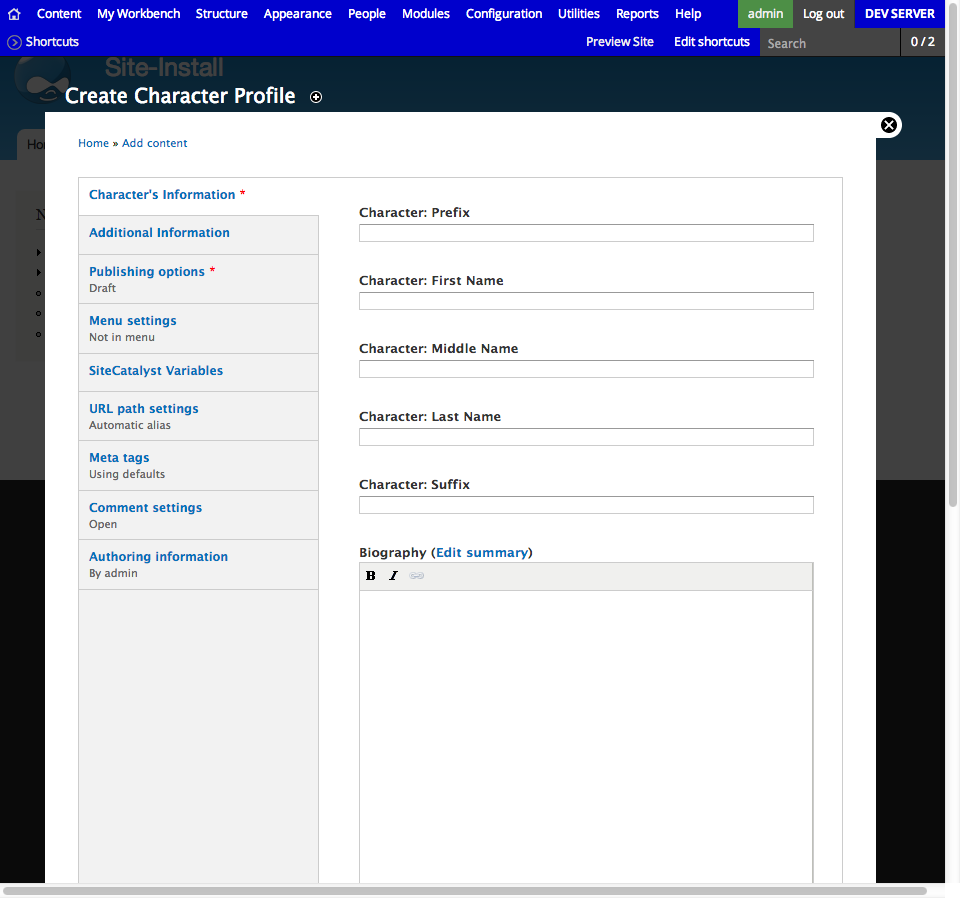 Content My Workbench Structure Appearance People Modules Configuration Utilities Reports Help admin Log out DEV SERVER
Shortcuts Preview Site Edit shortcuts Search 0 / 2
Site-Install
Create Character Profile
Home » Add content
Character's Information *
Additional Information
Publishing options *
Draft
Menu settings
Not in menu
SiteCatalyst Variables
URL path settings
Automatic alias
Meta tags
Using defaults
Comment settings
Open
Authoring information
By admin
Character: Prefix
Character: First Name
Character: Middle Name
Character: Last Name
Character: Suffix
Biography (Edit summary)
B I